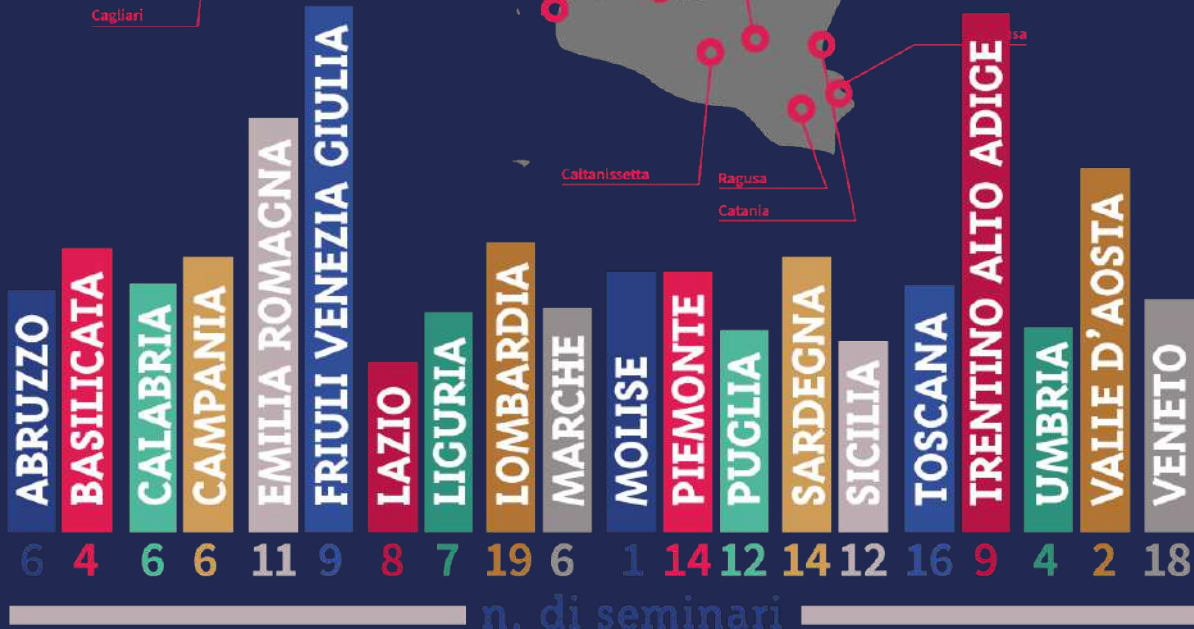 Cagliari
Caltanissetta
Ragusa
Catania
ABRUZZO
BASILICATA
CALABRIA
CAMPANIA
EMILIA ROMAGNA
FRIULI VENEZIA GIULIA
LAZIO
LIGURIA
LOMBARDIA
MARCHE
MOLISE
PIEMONTE
PUGLIA
SARDEGNA
SICILIA
TOSCANA
TRENTINO ALTO ADIGE
UMBRIA
VALLE D'AOSTA
VENETO
6 4 6 6 11 9 8 7 19 6 1 14 12 14 12 16 9 4 2 18
n. di seminari